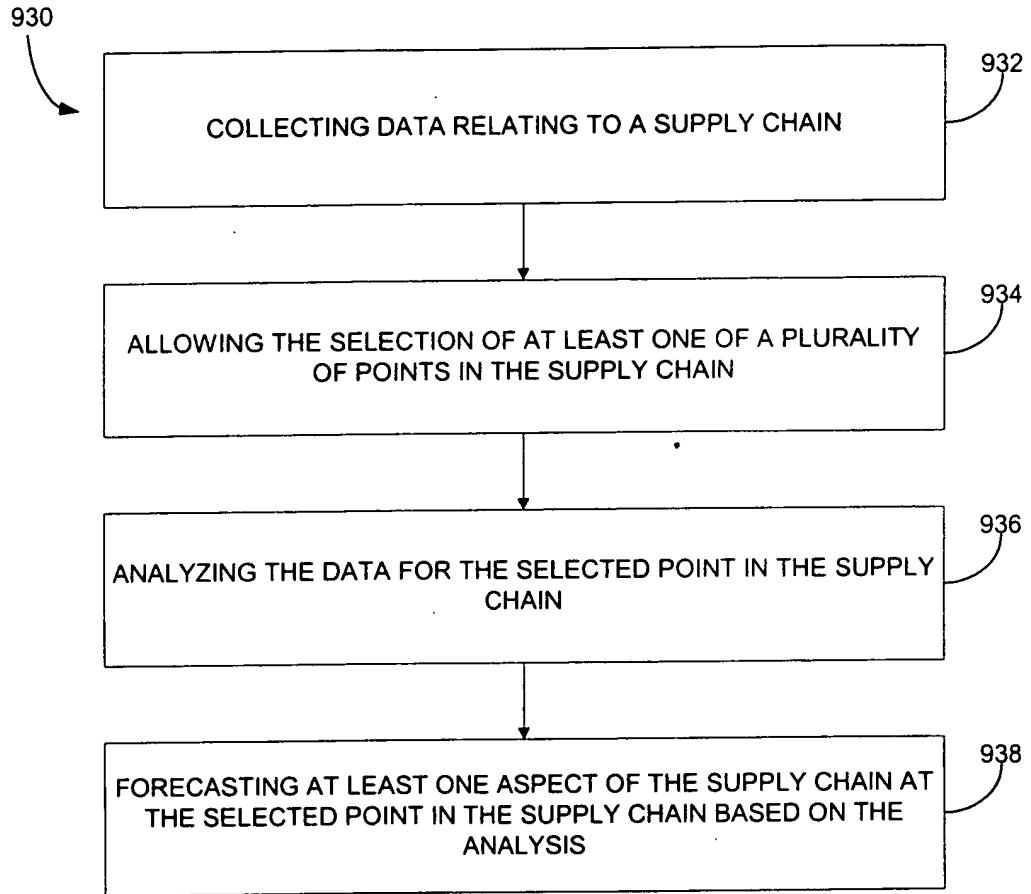 930
932
COLLECTING DATA RELATING TO A SUPPLY CHAIN
934
ALLOWING THE SELECTION OF AT LEAST ONE OF A PLURALITY
OF POINTS IN THE SUPPLY CHAIN
936
ANALYZING THE DATA FOR THE SELECTED POINT IN THE SUPPLY
CHAIN
938
FORECASTING AT LEAST ONE ASPECT OF THE SUPPLY CHAIN AT
THE SELECTED POINT IN THE SUPPLY CHAIN BASED ON THE
ANALYSIS